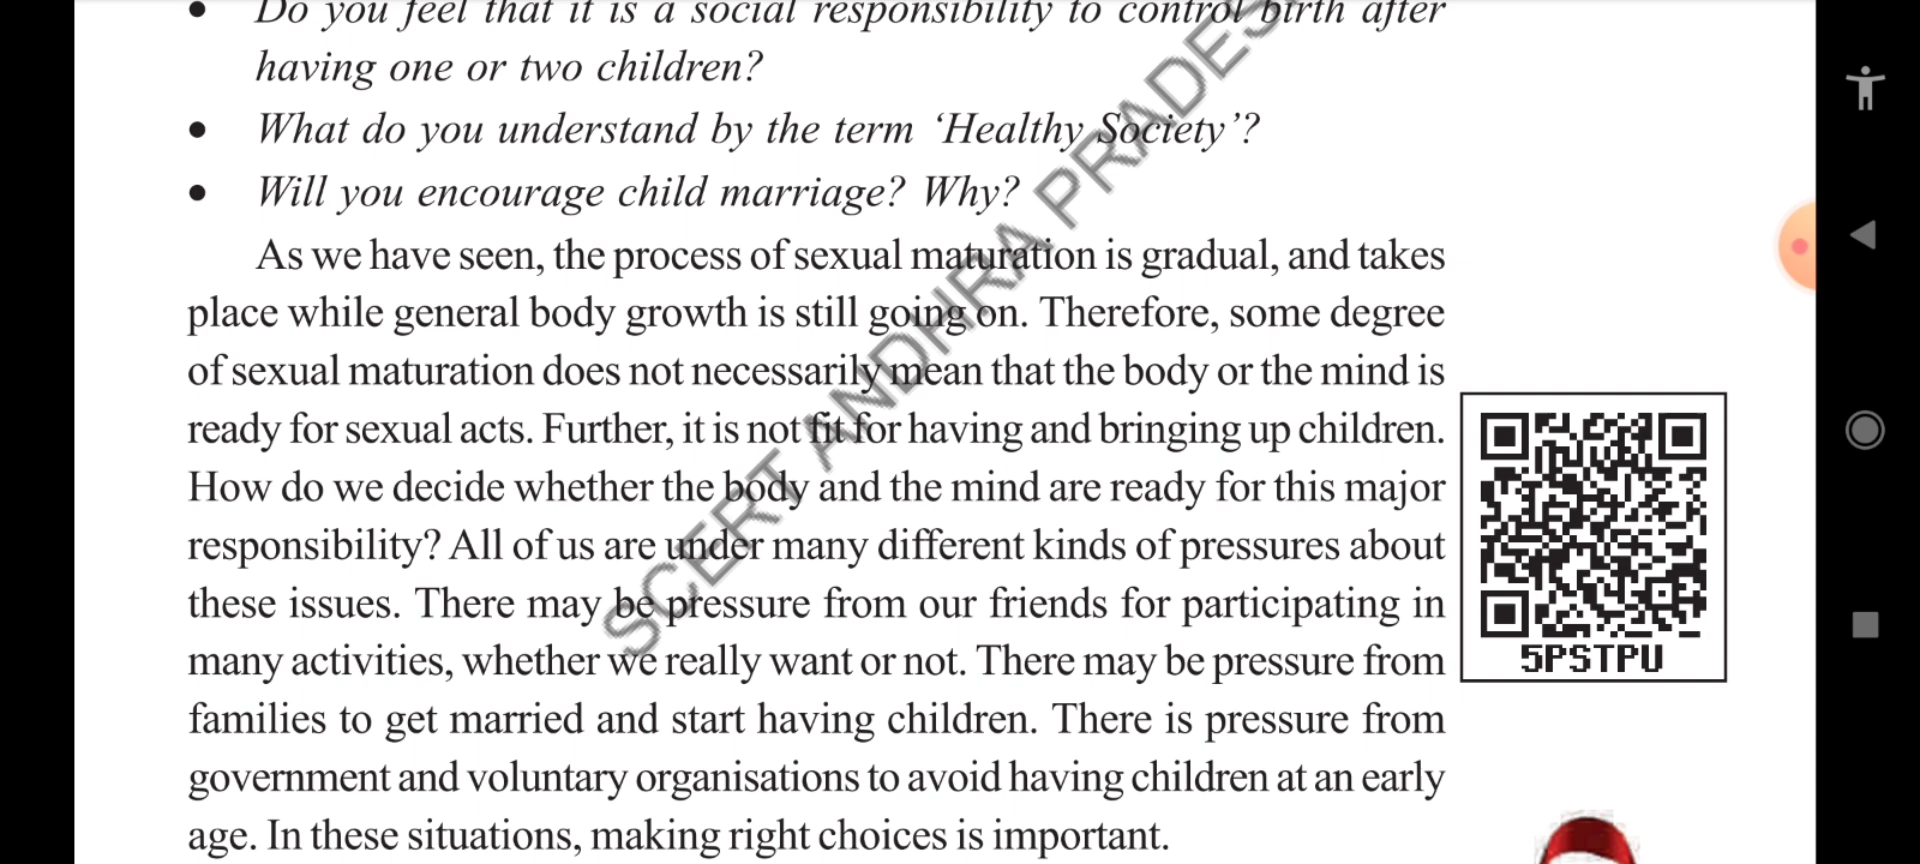 • Do you feel that it is a social responsibility to control birth after
having one or two children?
• What do you understand by the term ‘Healthy Society’?
• Will you encourage child marriage? Why?
As we have seen, the process of sexual maturation is gradual, and takes
place while general body growth is still going on. Therefore, some degree
of sexual maturation does not necessarily mean that the body or the mind is
ready for sexual acts. Further, it is not fit for having and bringing up children.
How do we decide whether the body and the mind are ready for this major
responsibility? All of us are under many different kinds of pressures about
these issues. There may be pressure from our friends for participating in
many activities, whether we really want or not. There may be pressure from
families to get married and start having children. There is pressure from
government and voluntary organisations to avoid having children at an early
age. In these situations, making right choices is important.
5PSTPU
SCERT ANDHRA PRADES